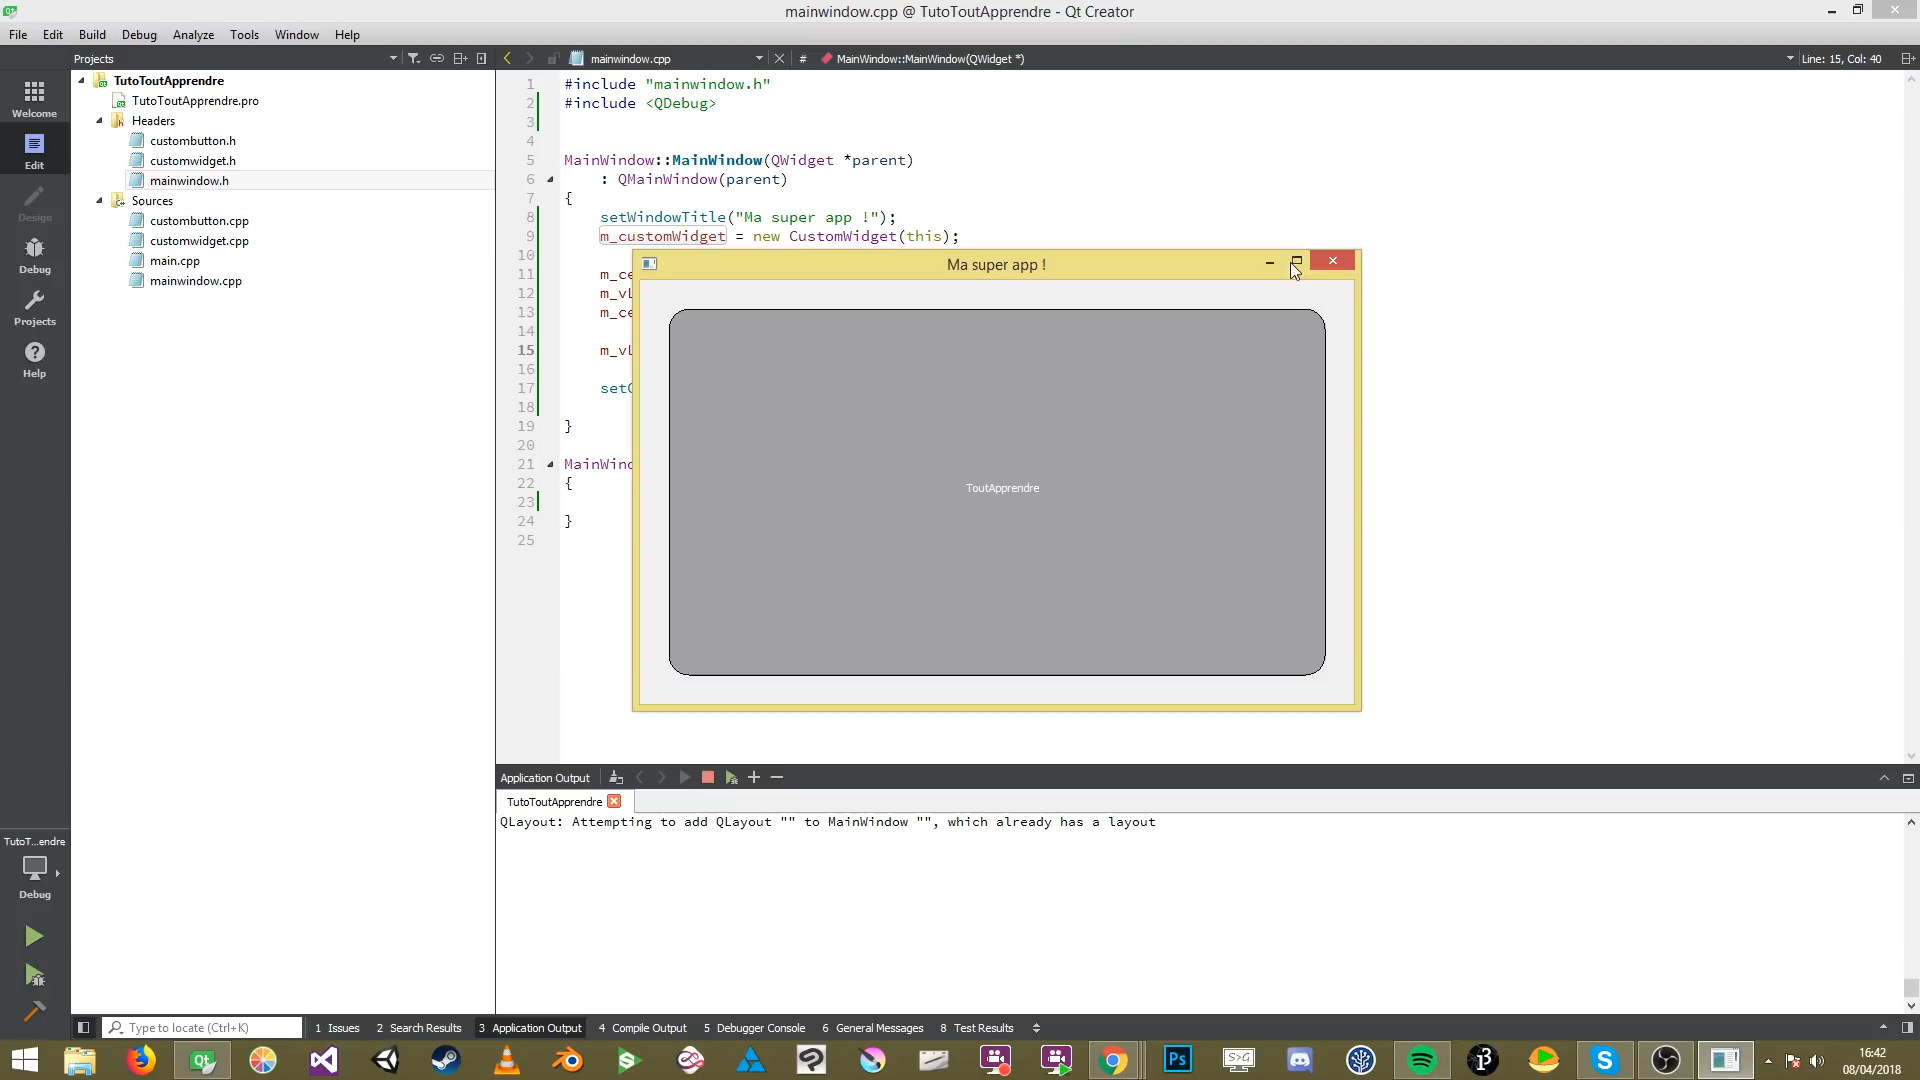 mainwindow.cpp @ TutoToutApprendre - Qt Creator
File Edit Build Debug Analyze Tools Window Help
Projects
mainwindow.cpp
# MainWindow::MainWindow(QWidget *)
Line: 15, Col: 40
Welcome
Edit
Design
Debug
Projects
Help
TutoToutApprendre
TutoToutApprendre.pro
Headers
custombutton.h
customwidget.h
mainwindow.h
Sources
custombutton.cpp
customwidget.cpp
main.cpp
mainwindow.cpp
1 #include "mainwindow.h"
2 #include <QDebug>
3
4
5 MainWindow::MainWindow(QWidget *parent)
6 : QMainWindow(parent)
7 {
8 setWindowTitle("Ma super app !");
9 m_customWidget = new CustomWidget(this);
10
11 m_ce
12 m_vL
13 m_ce
14
15 m_vL
16
17 setC
18
19 }
20
21 MainWind
22 {
23
24 }
25
Ma super app !
ToutApprendre
Application Output
TutoToutApprendre
QLayout: Attempting to add QLayout "" to MainWindow "", which already has a layout
TutoT...endre
Debug
Type to locate (Ctrl+K)
1 Issues 2 Search Results 3 Application Output 4 Compile Output 5 Debugger Console 6 General Messages 8 Test Results
Qt
Ps
S>G
16:42
08/04/2018